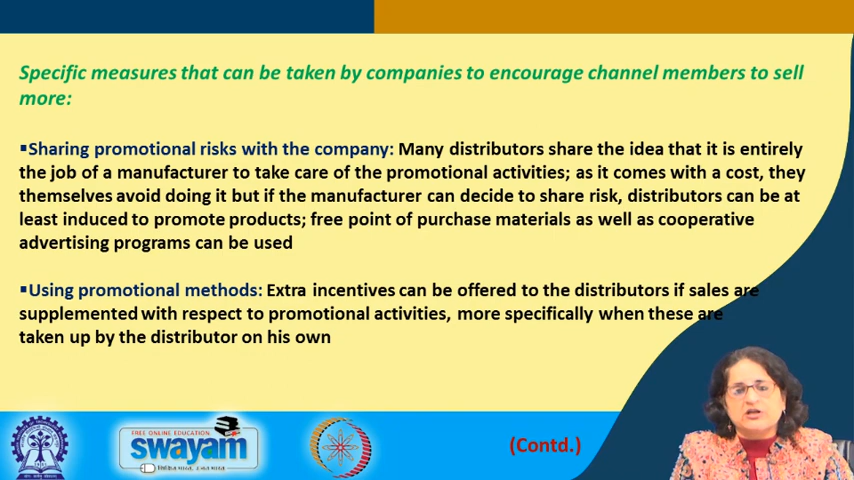 Specific measures that can be taken by companies to encourage channel members to sell
more:
▪Sharing promotional risks with the company: Many distributors share the idea that it is entirely
the job of a manufacturer to take care of the promotional activities; as it comes with a cost, they
themselves avoid doing it but if the manufacturer can decide to share risk, distributors can be at
least induced to promote products; free point of purchase materials as well as cooperative
advertising programs can be used
▪Using promotional methods: Extra incentives can be offered to the distributors if sales are
supplemented with respect to promotional activities, more specifically when these are
taken up by the distributor on his own
FREE ONLINE EDUCATION
swayam
(Contd.)